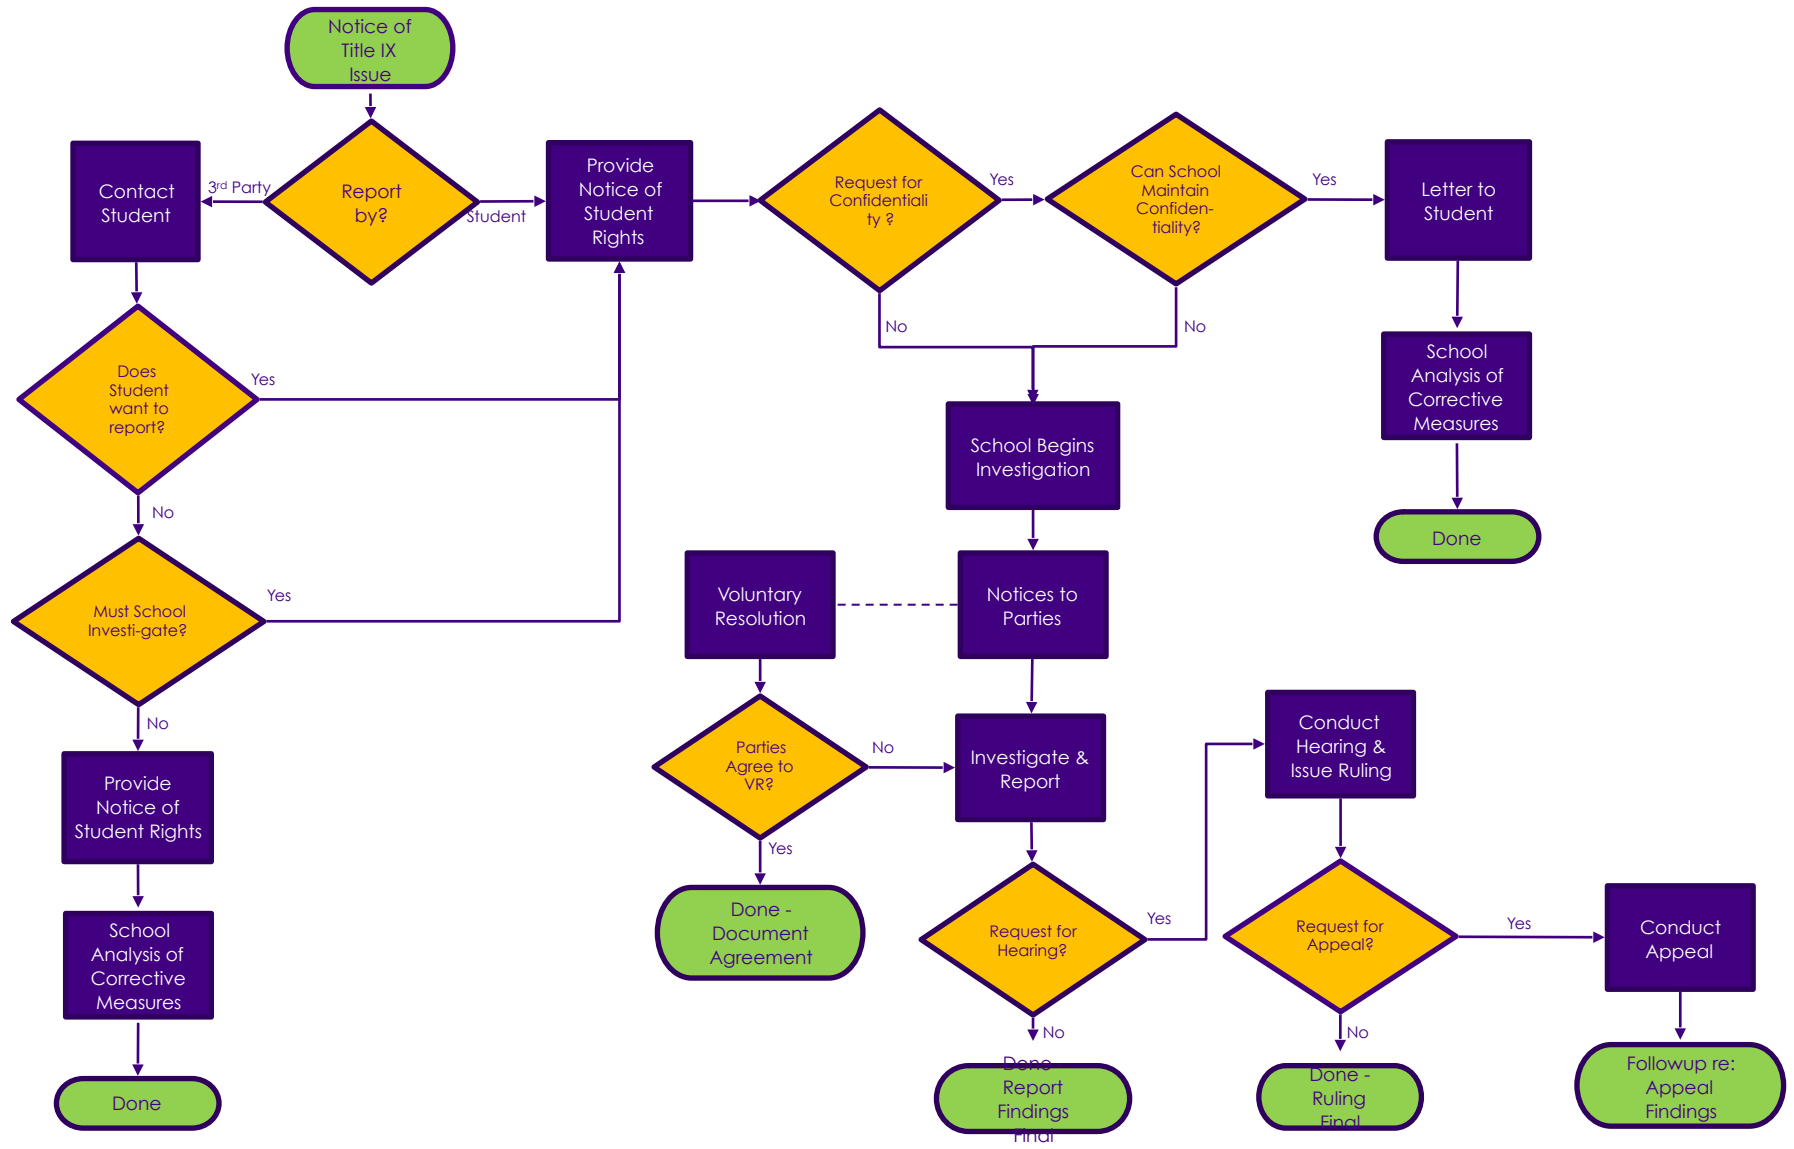 Notice of
Title IX
Issue
Contact
Student
3rd Party
Report
by?
Student
Provide
Notice of
Student
Rights
Request for
Confidentiali
ty ?
Yes
Can School
Maintain
Confiden-
tiality?
Yes
Letter to
Student
No
No
Does
Student
want to
report?
Yes
School
Analysis of
Corrective
Measures
School Begins
Investigation
No
Done
Must School
Investi-gate?
Yes
Voluntary
Resolution
Notices to
Parties
No
Parties
Agree to
VR?
No
Investigate &
Report
Conduct
Hearing &
Issue Ruling
Provide
Notice of
Student Rights
Yes
School
Analysis of
Corrective
Measures
Done -
Document
Agreement
Request for
Hearing?
Yes
Request for
Appeal?
Yes
Conduct
Appeal
No
No
Done
Done -
Report
Findings
Final
Done -
Ruling
Final
Followup re:
Appeal
Findings